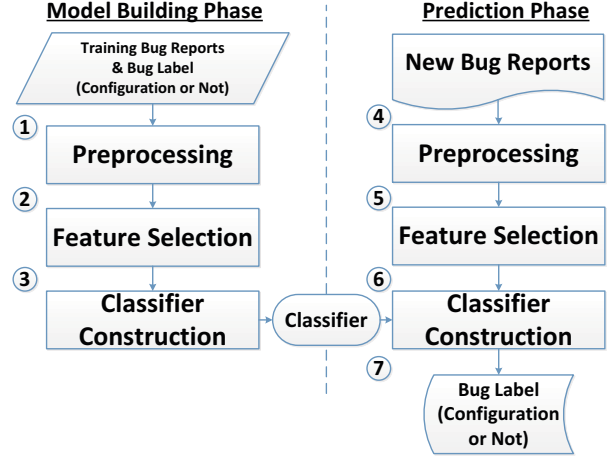 Model Building Phase
Training Bug Reports
& Bug Label
(Configuration or Not)
1
Preprocessing
2
Feature Selection
3
Classifier
Construction
Classifier
Prediction Phase
New Bug Reports
4
Preprocessing
5
Feature Selection
6
Classifier
Construction
7
Bug Label
(Configuration
or Not)